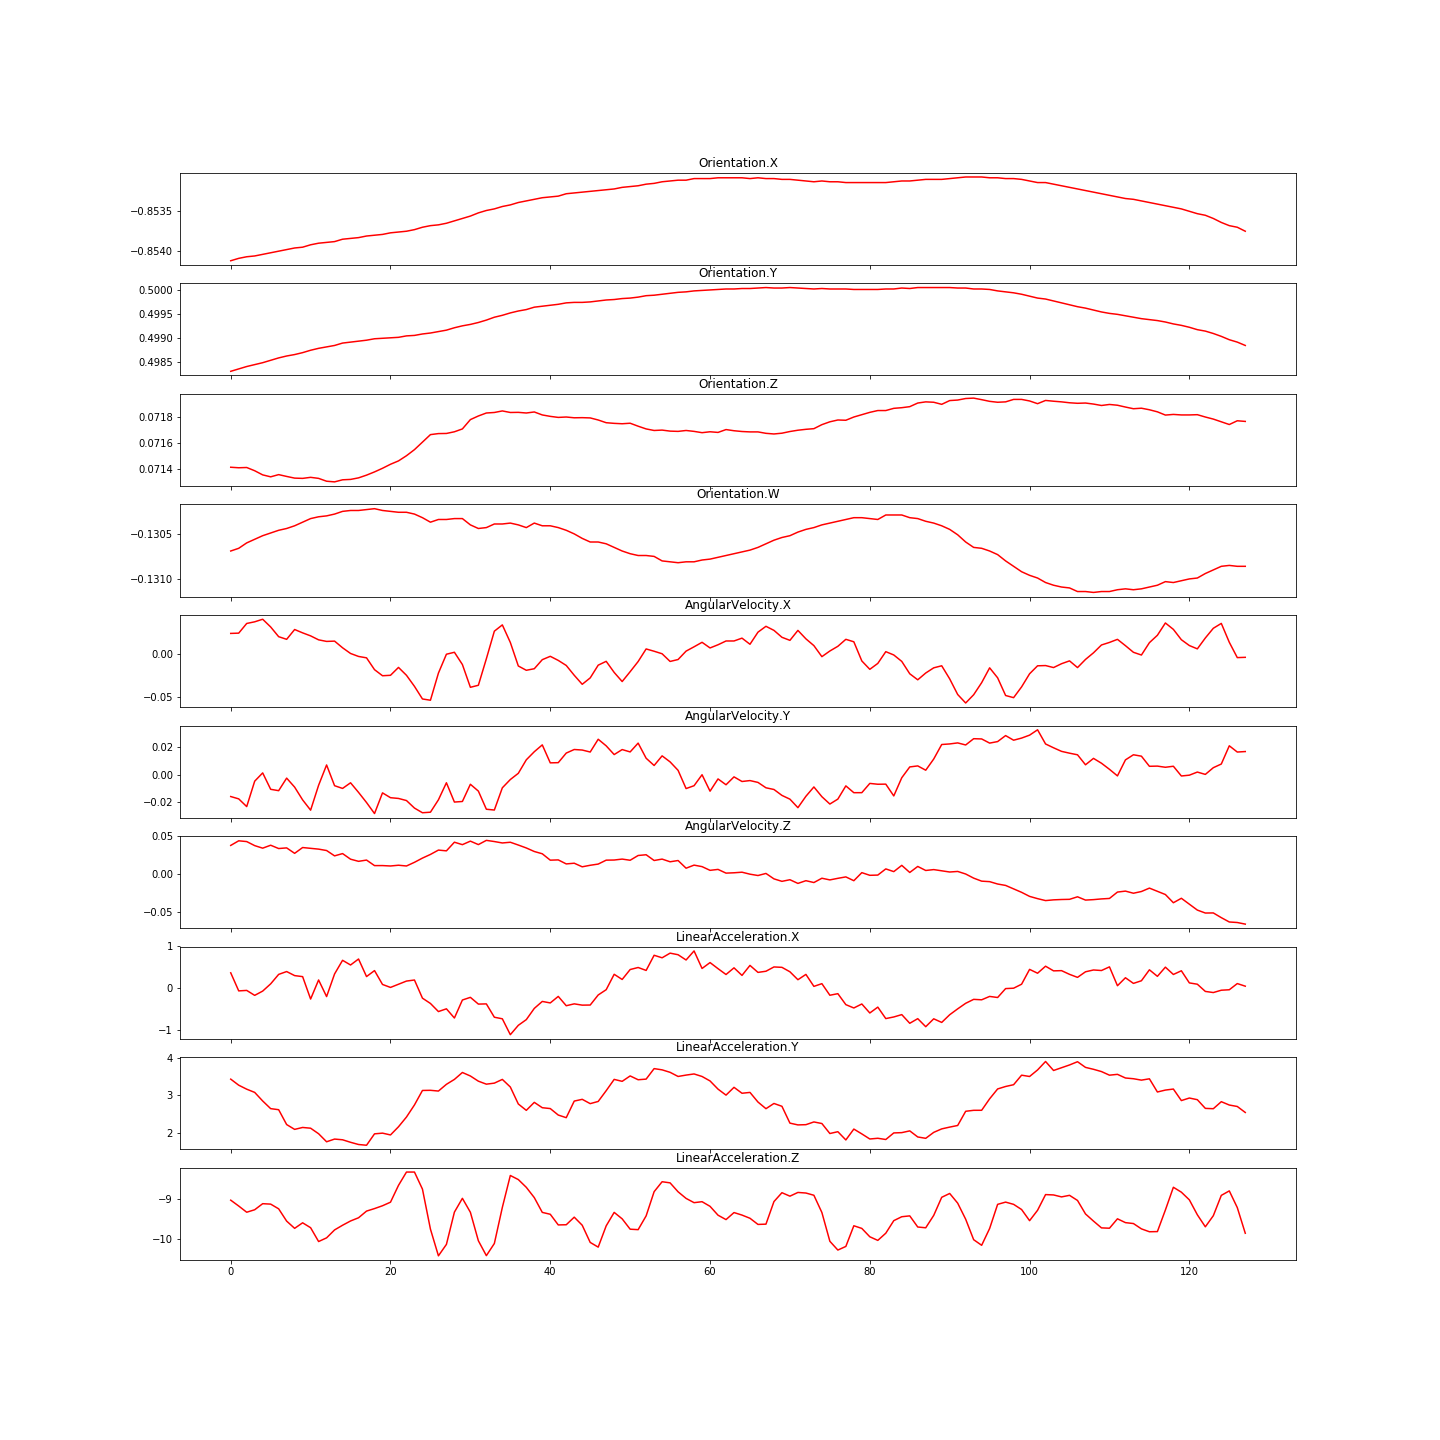 Orientation.X
−0.8535
−0.8540
Orientation.Y
0.5000
0.4995
0.4990
0.4985
Orientation.Z
0.0718
0.0716
0.0714
Orientation.W
−0.1305
−0.1310
AngularVelocity.X
0.00
−0.05
AngularVelocity.Y
0.02
0.00
−0.02
AngularVelocity.Z
0.05
0.00
−0.05
LinearAcceleration.X
1
0
−1
LinearAcceleration.Y
4
3
2
LinearAcceleration.Z
−9
−10
0 20 40 60 80 100 120